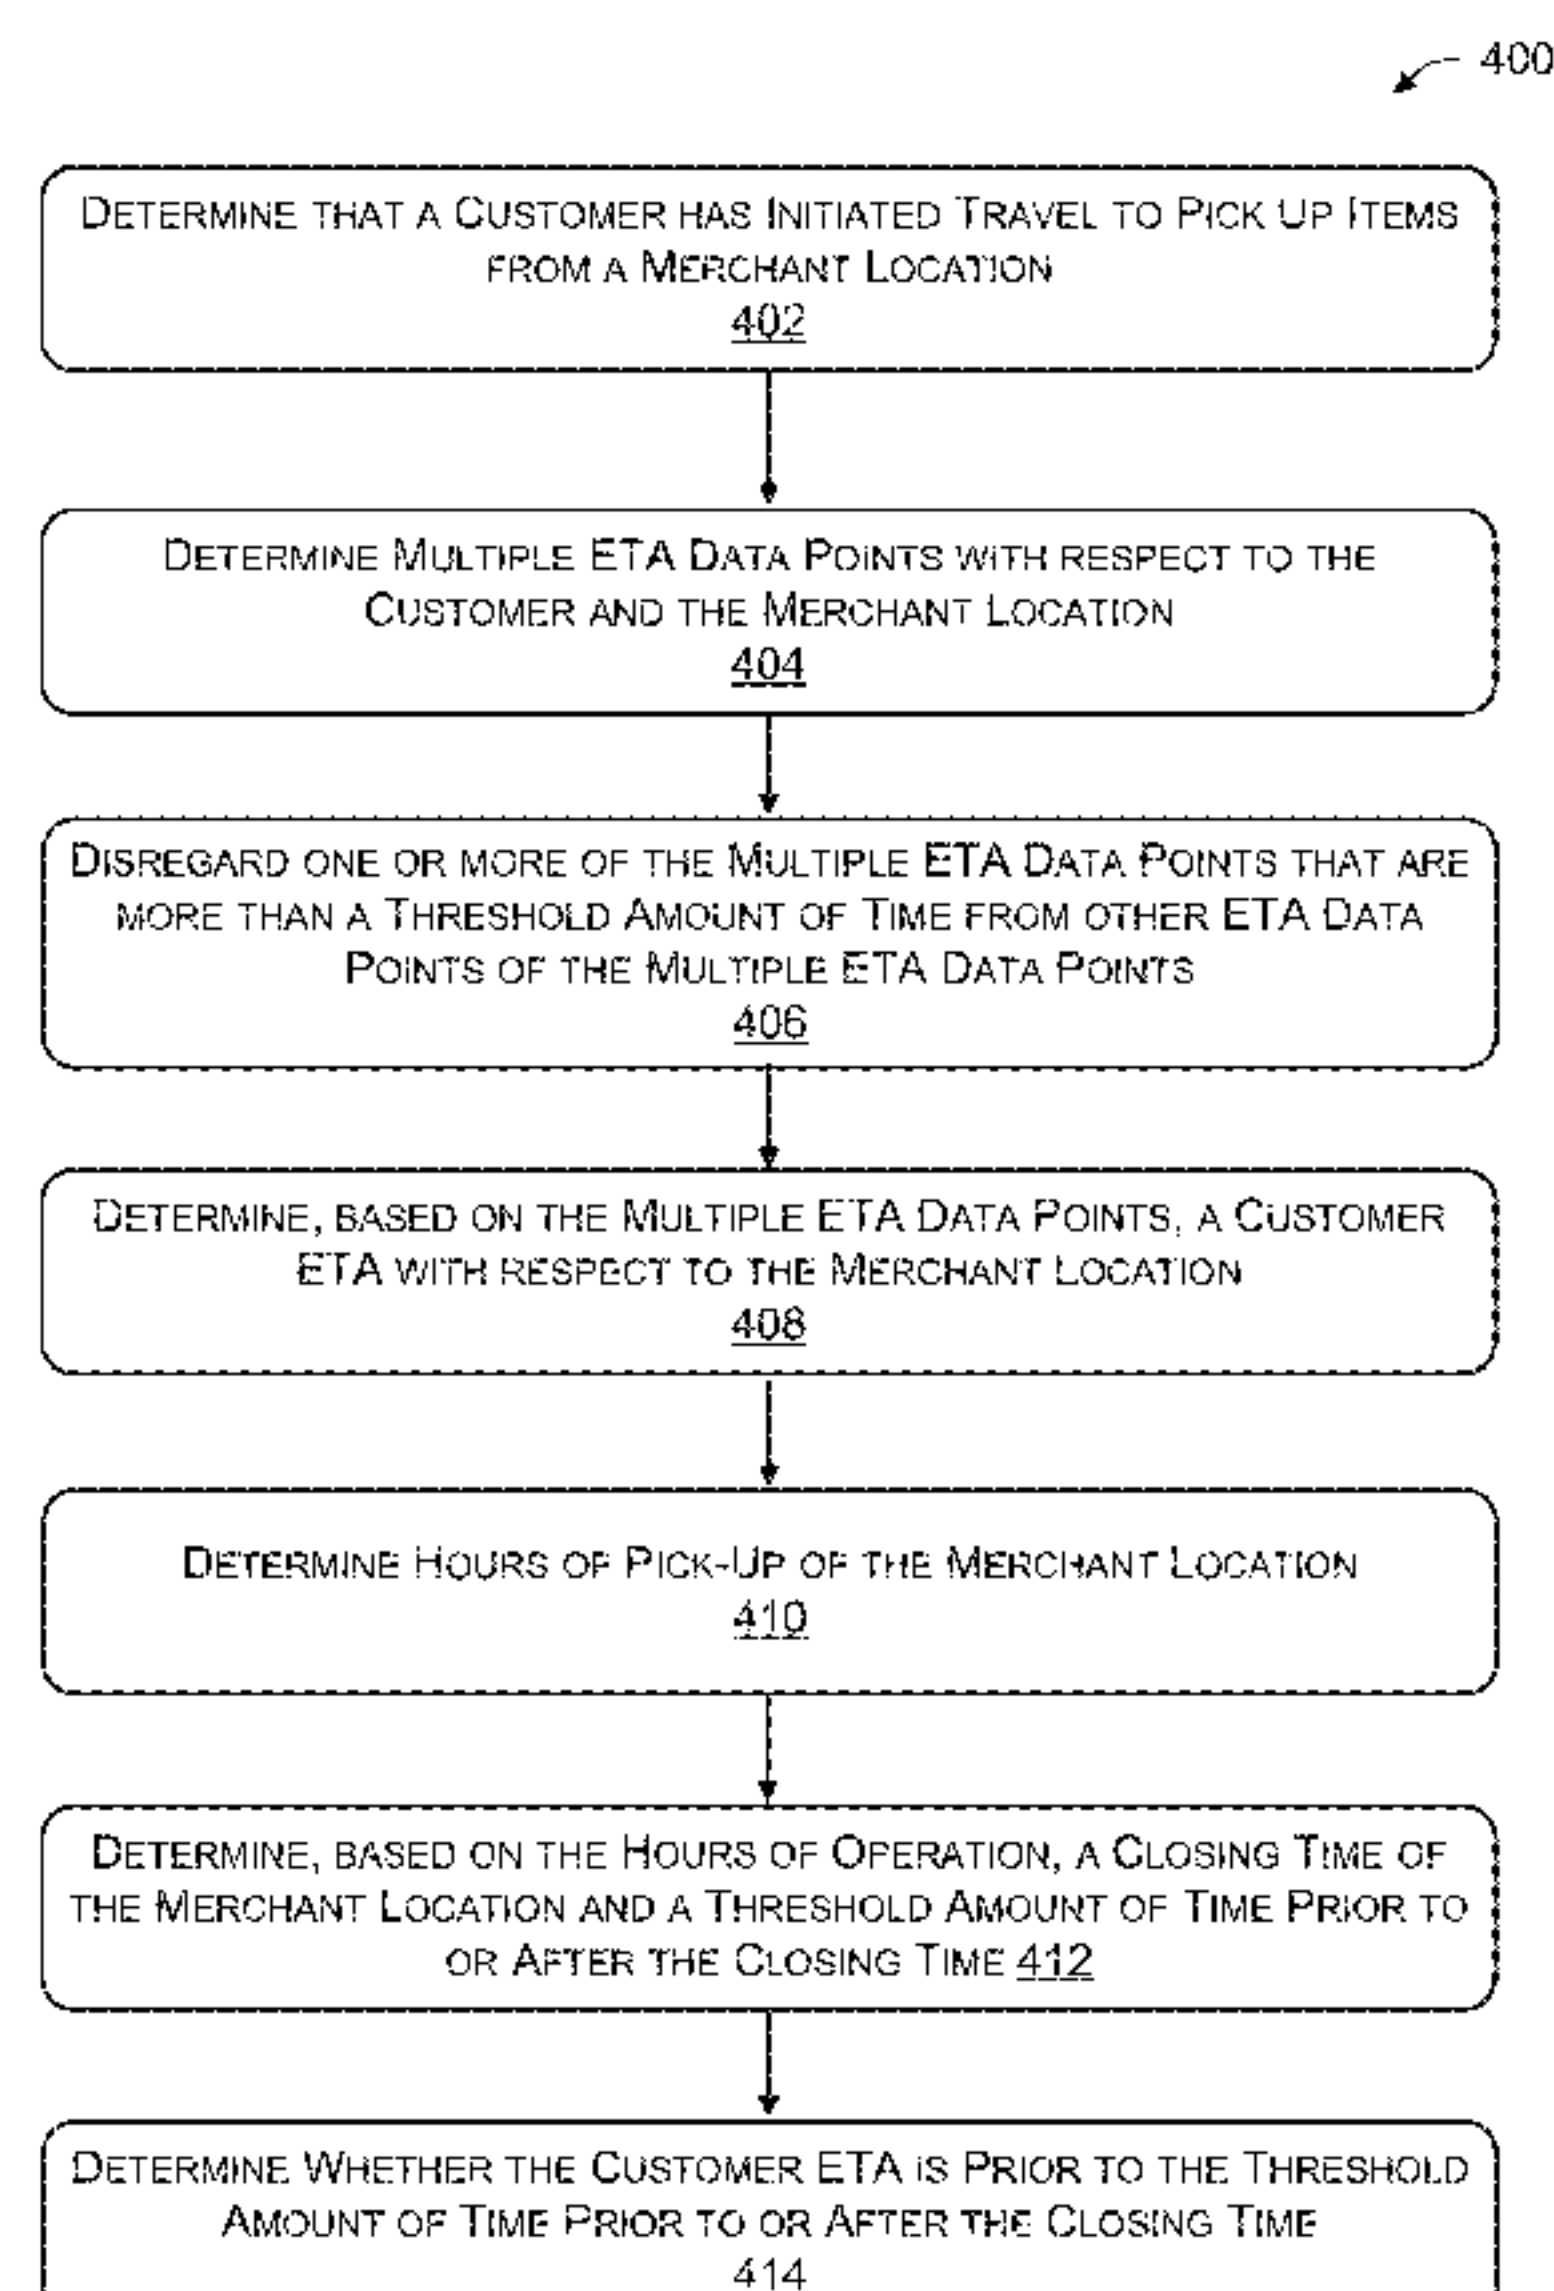 400
DETERMINE THAT A CUSTOMER HAS INITIATED TRAVEL TO PICK UP ITEMS
FROM A MERCHANT LOCATION
402
DETERMINE MULTIPLE ETA DATA POINTS WITH RESPECT TO THE
CUSTOMER AND THE MERCHANT LOCATION
404
DISREGARD ONE OR MORE OF THE MULTIPLE ETA DATA POINTS THAT ARE
MORE THAN A THRESHOLD AMOUNT OF TIME FROM OTHER ETA DATA
POINTS OF THE MULTIPLE ETA DATA POINTS
406
DETERMINE, BASED ON THE MULTIPLE ETA DATA POINTS, A CUSTOMER
ETA WITH RESPECT TO THE MERCHANT LOCATION
408
DETERMINE HOURS OF PICK-UP OF THE MERCHANT LOCATION
410
DETERMINE, BASED ON THE HOURS OF OPERATION, A CLOSING TIME OF
THE MERCHANT LOCATION AND A THRESHOLD AMOUNT OF TIME PRIOR TO
OR AFTER THE CLOSING TIME 412
DETERMINE WHETHER THE CUSTOMER ETA IS PRIOR TO THE THRESHOLD
AMOUNT OF TIME PRIOR TO OR AFTER THE CLOSING TIME
414